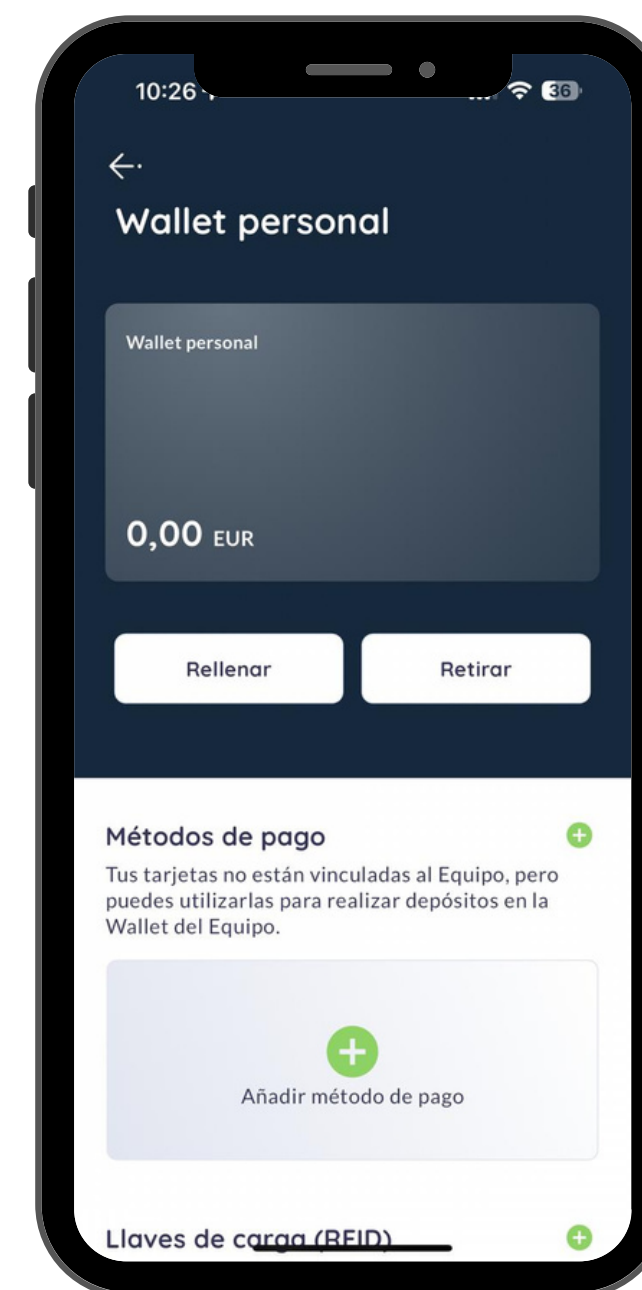 10:26
36
Wallet personal
Wallet personal
0,00 EUR
Rellenar
Retirar
Métodos de pago
Tus tarjetas no están vinculadas al Equipo, pero
puedes utilizarlas para realizar depósitos en la
Wallet del Equipo.
Añadir método de pago
Llaves de carga (RFID)